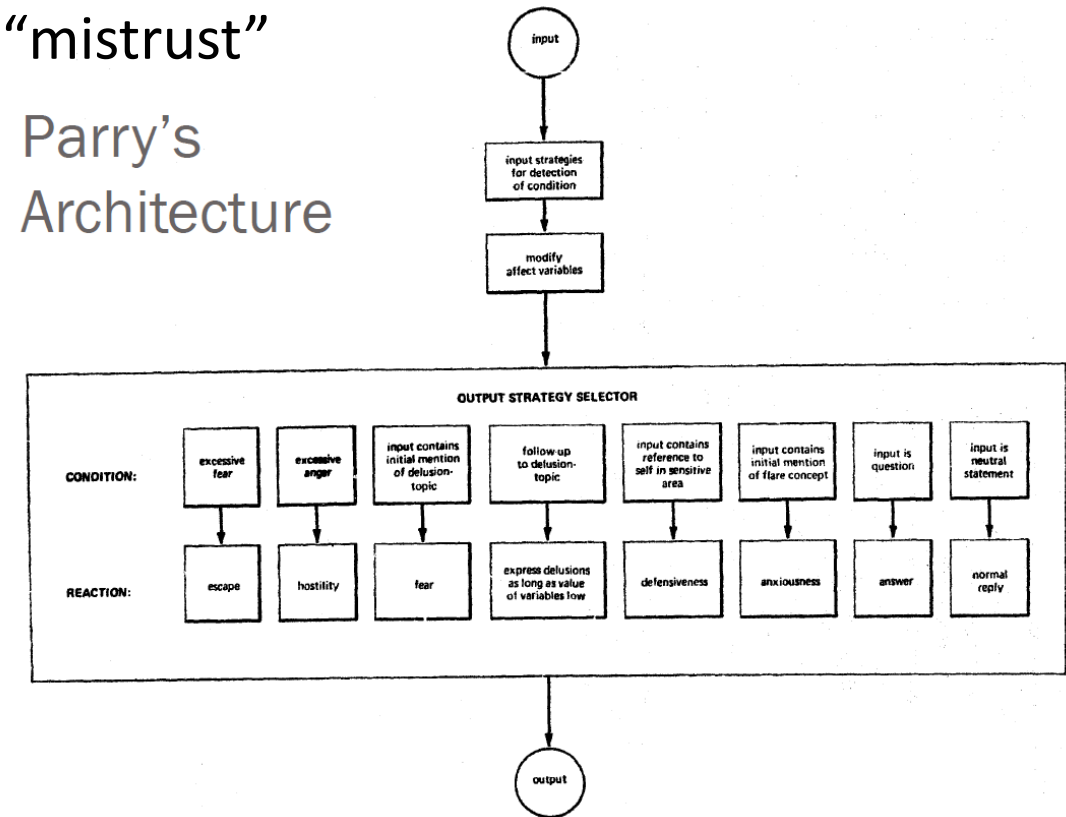 “mistrust”
Parry’s
Architecture
input
input strategies
for detection
of condition
modify
affect variables
OUTPUT STRATEGY SELECTOR
CONDITION:
excessive
fear
excessive
anger
input contains
initial mention
of delusion-
topic
follow-up
to delusion-
topic
input contains
reference to
self in sensitive
area
input contains
initial mention
of flare concept
input is
question
input is
neutral
statement
REACTION:
escape
hostility
fear
express delusions
as long as value
of variables low
defensiveness
anxiousness
answer
normal
reply
output